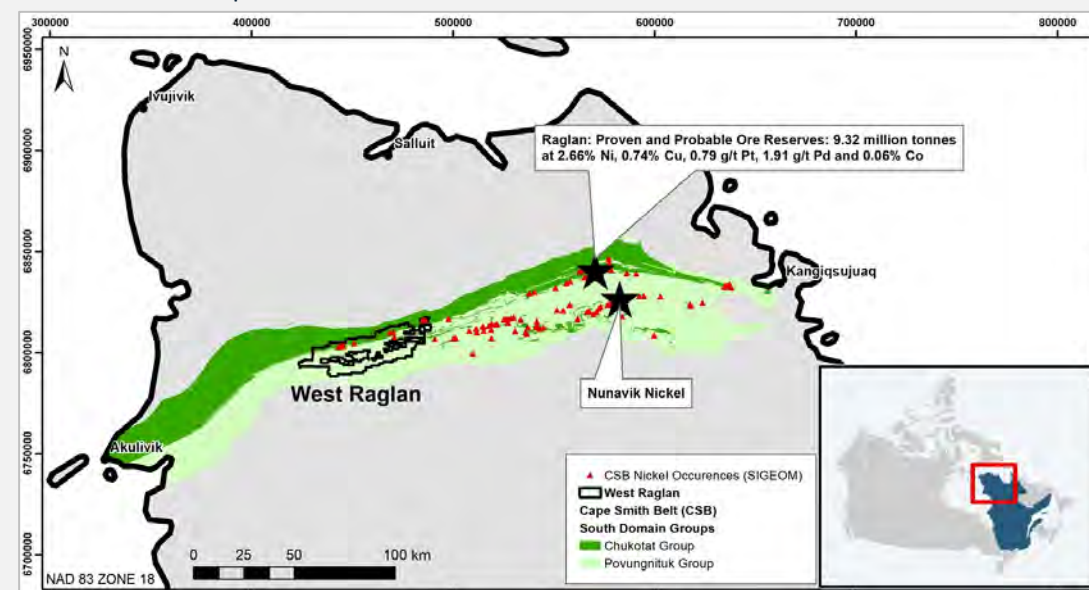 300000
400000
500000
600000
700000
800000
6950000
6900000
6850000
6800000
6750000
6700000
N
Ivujivik
Salluit
Raglan: Proven and Probable Ore Reserves: 9.32 million tonnes
at 2.66% Ni, 0.74% Cu, 0.79 g/t Pt, 1.91 g/t Pd and 0.06% Co
Kangiqsujuaq
West Raglan
Nunavik Nickel
Akulivik
CSB Nickel Occurences (SIGEOM)
West Raglan
Cape Smith Belt (CSB)
South Domain Groups
Chukotat Group
Povungnituk Group
0 25 50 100 km
NAD 83 ZONE 18